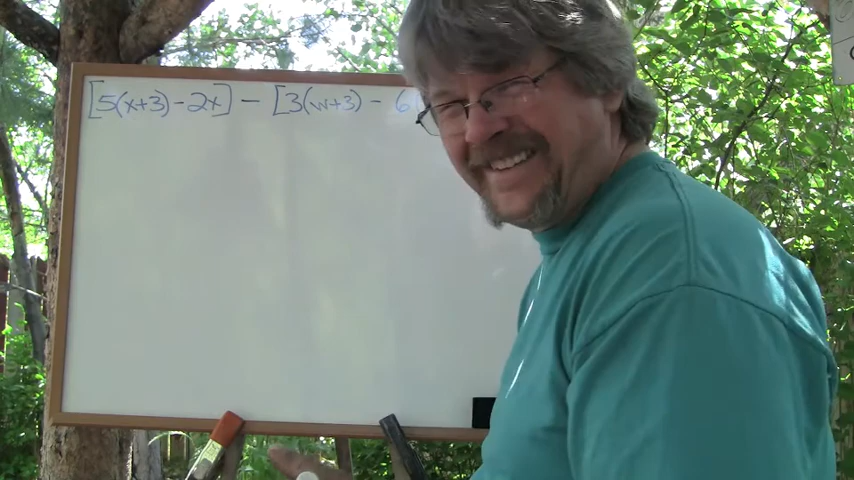 [5(x+3)-2x] - [3(w+3) - 6